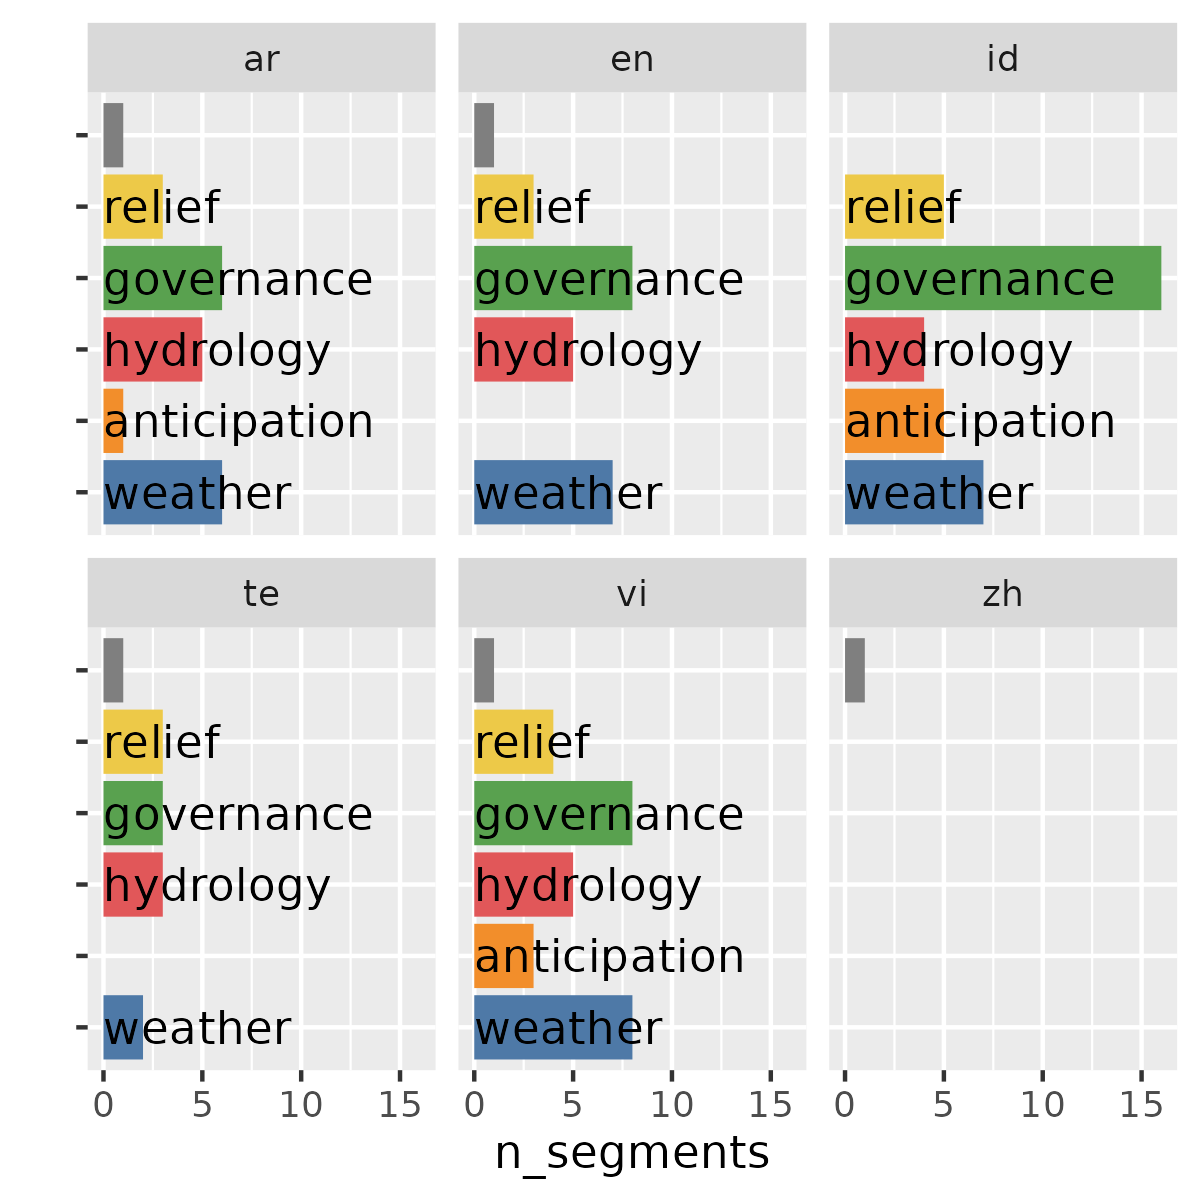 ar
en
id
relief
relief
relief
governance
governance
governance
hydrology
hydrology
hydrology
anticipation
anticipation
weather
weather
weather
te
vi
zh
relief
relief
governance
governance
hydrology
hydrology
anticipation
weather
weather
0 5 10 15
0 5 10 15
0 5 10 15
n_segments